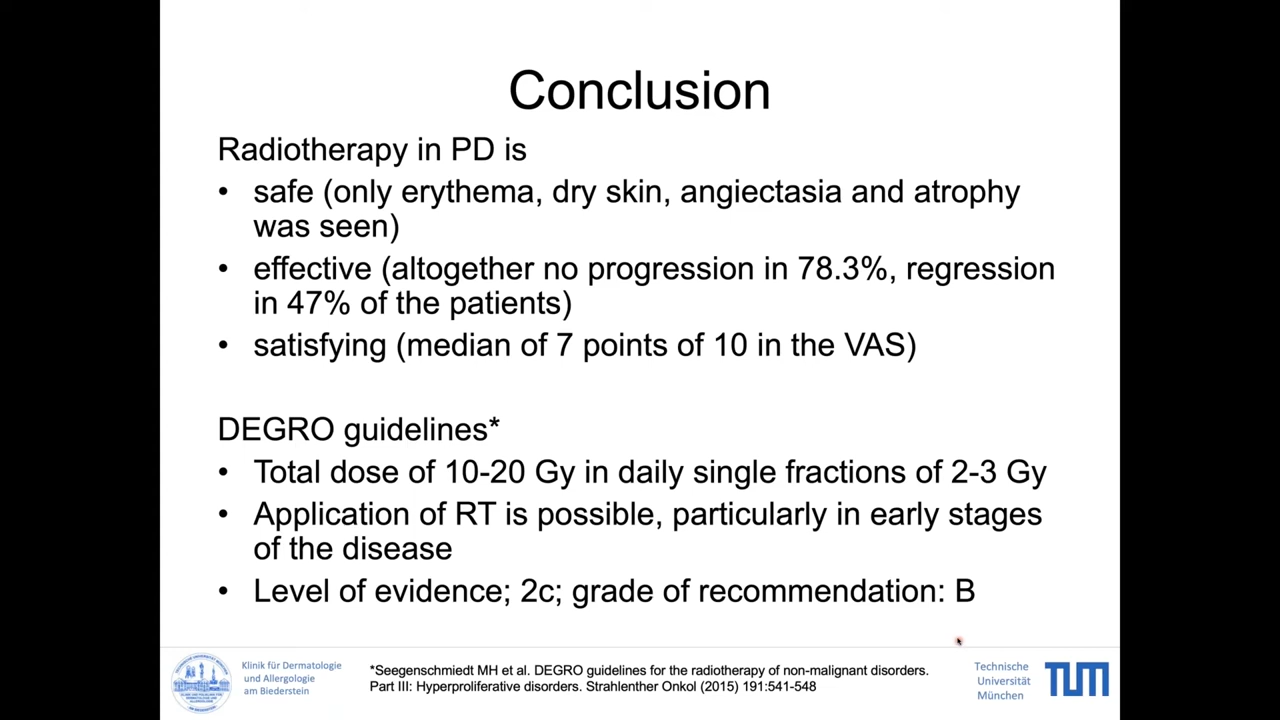 Conclusion
Radiotherapy in PD is
• safe (only erythema, dry skin, angiectasia and atrophy
was seen)
• effective (altogether no progression in 78.3%, regression
in 47% of the patients)
• satisfying (median of 7 points of 10 in the VAS)
DEGRO guidelines*
• Total dose of 10-20 Gy in daily single fractions of 2-3 Gy
• Application of RT is possible, particularly in early stages
of the disease
• Level of evidence; 2c; grade of recommendation: B
Klinik für Dermatologie
und Allergologie
am Biederstein
*Seegenschmiedt MH et al. DEGRO guidelines for the radiotherapy of non-malignant disorders.
Part III: Hyperproliferative disorders. Strahlenther Onkol (2015) 191:541-548
Technische
Universität
München
TUM